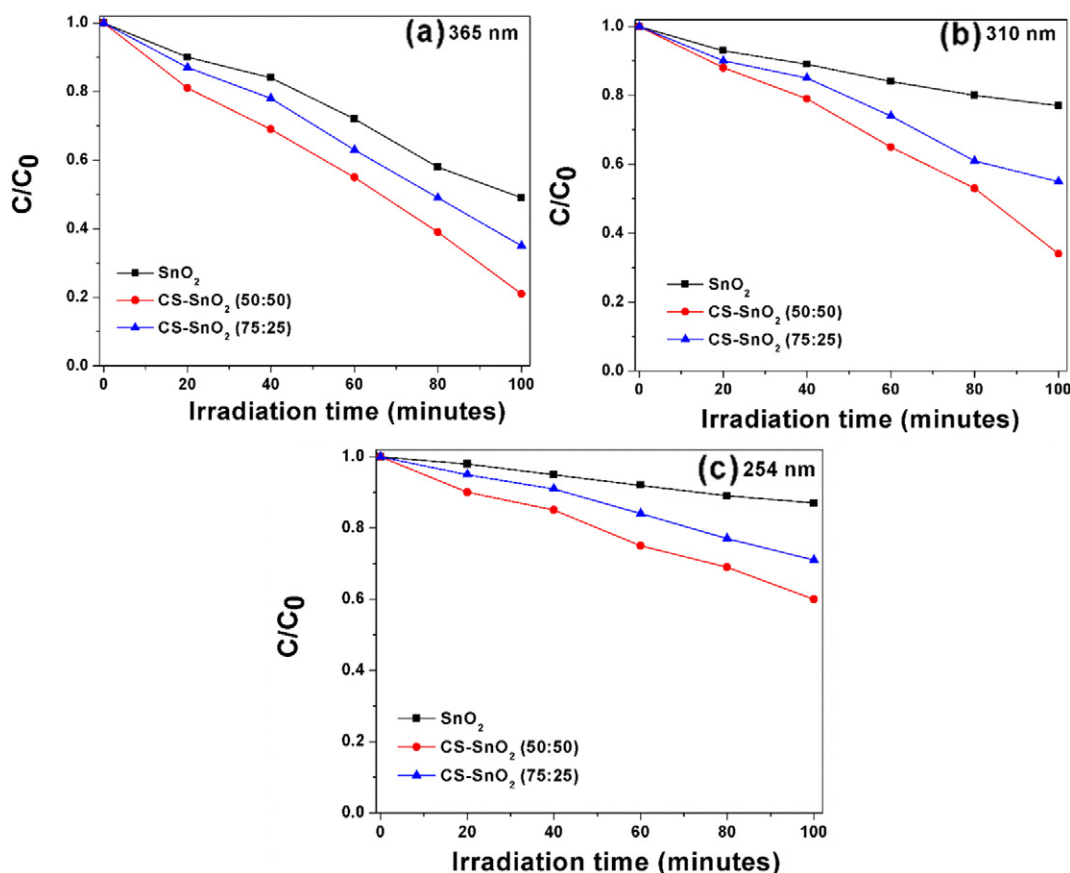 (a) 365 nm
C/C0
1.0
0.8
0.6
0.4
0.2
0.0
SnO2
CS-SnO2 (50:50)
CS-SnO2 (75:25)
0 20 40 60 80 100
Irradiation time (minutes)
(b) 310 nm
C/C0
1.0
0.8
0.6
0.4
0.2
0.0
SnO2
CS-SnO2 (50:50)
CS-SnO2 (75:25)
0 20 40 60 80 100
Irradiation time (minutes)
(c) 254 nm
C/C0
1.0
0.8
0.6
0.4
0.2
0.0
SnO2
CS-SnO2 (50:50)
CS-SnO2 (75:25)
0 20 40 60 80 100
Irradiation time (minutes)